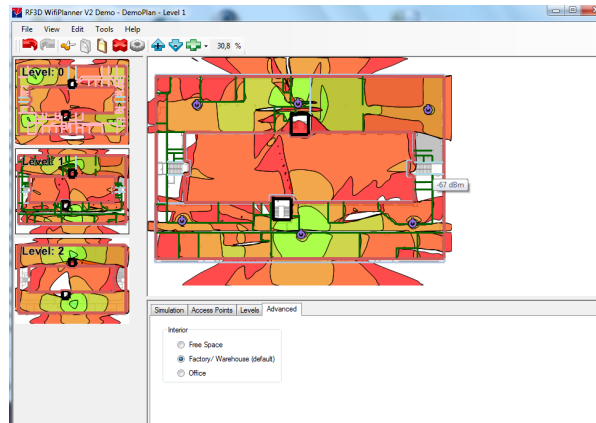 RF3D WifiPlanner V2 Demo - DemoPlan - Level 1
File View Edit Tools Help
30,8 %
Level: 0
Level: 1
Level: 2
-67 dBm
Simulation Access Points Levels Advanced
Interior
Free Space
Factory/ Warehouse (default)
Office